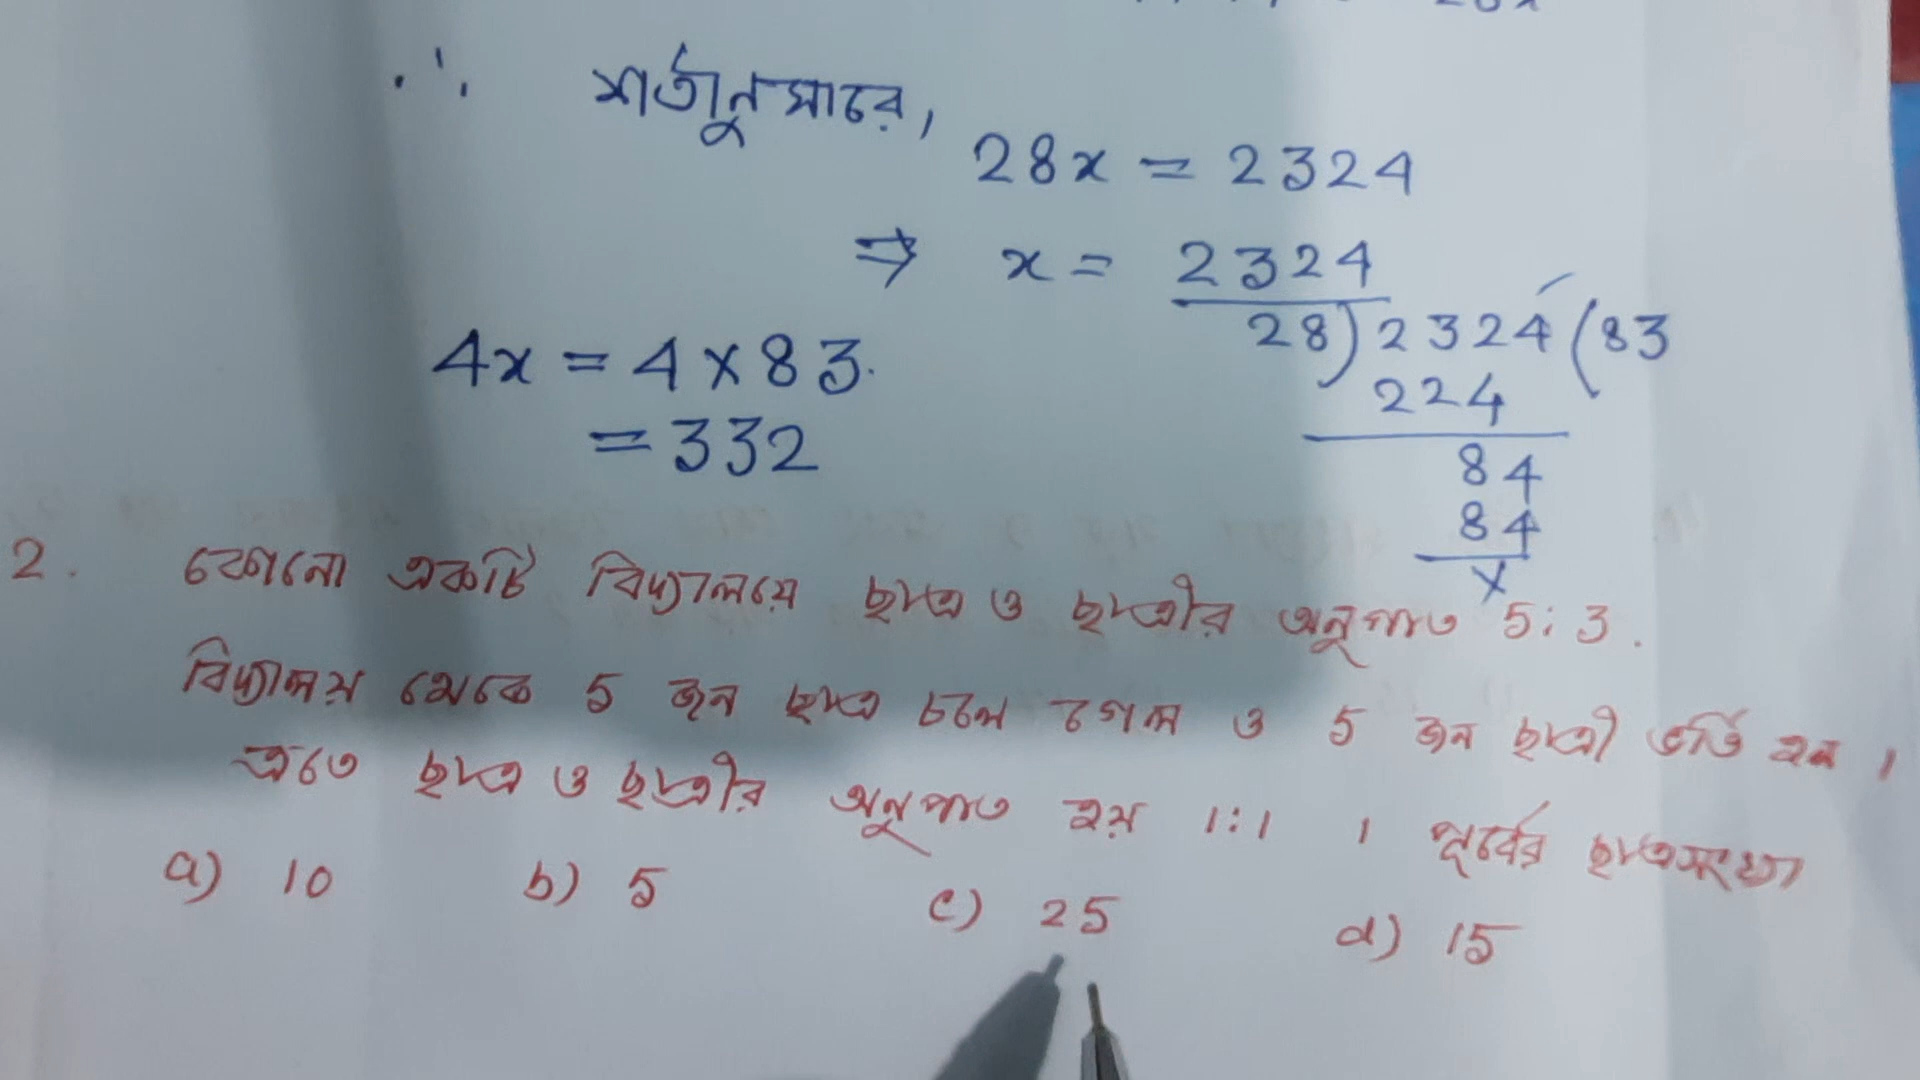 ∴ শর্তানুসারে,
28x = 2324
⇒ x = 2324
28)2324(83
4x = 4×83.
224
= 332
84
84
x
2. কোনো একটি বিদ্যালয়ে ছাত্র ও ছাত্রীর অনুপাত 5:3.
বিদ্যালয় থেকে 5 জন ছাত্র চলে গেল ও 5 জন ছাত্রী ভর্তি হল।
এতে ছাত্র ও ছাত্রীর অনুপাত হয় 1:1 । পূর্বের ছাত্রসংখ্যা
a) 10 b) 5 c) 25 d) 15